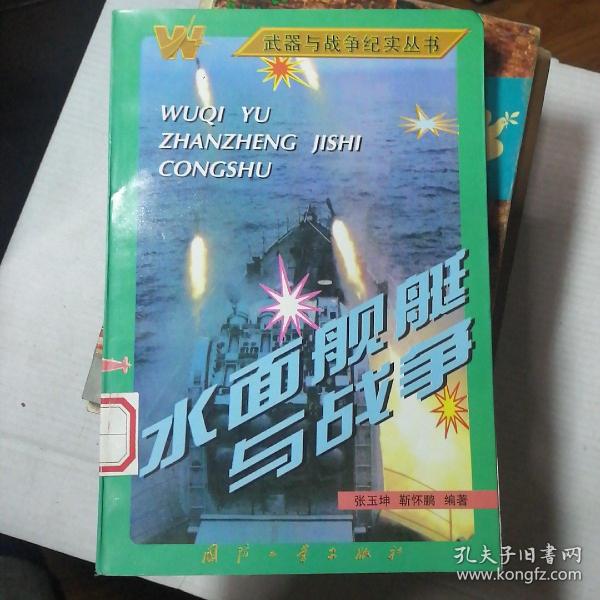 武器与战争纪实丛书
WUQI YU
ZHANZHENG JISHI
CONGSHU
水面舰艇
与战争
张玉坤 靳怀鹏 编著
国防工业出版社
孔夫子旧书网
www.kongfz.com